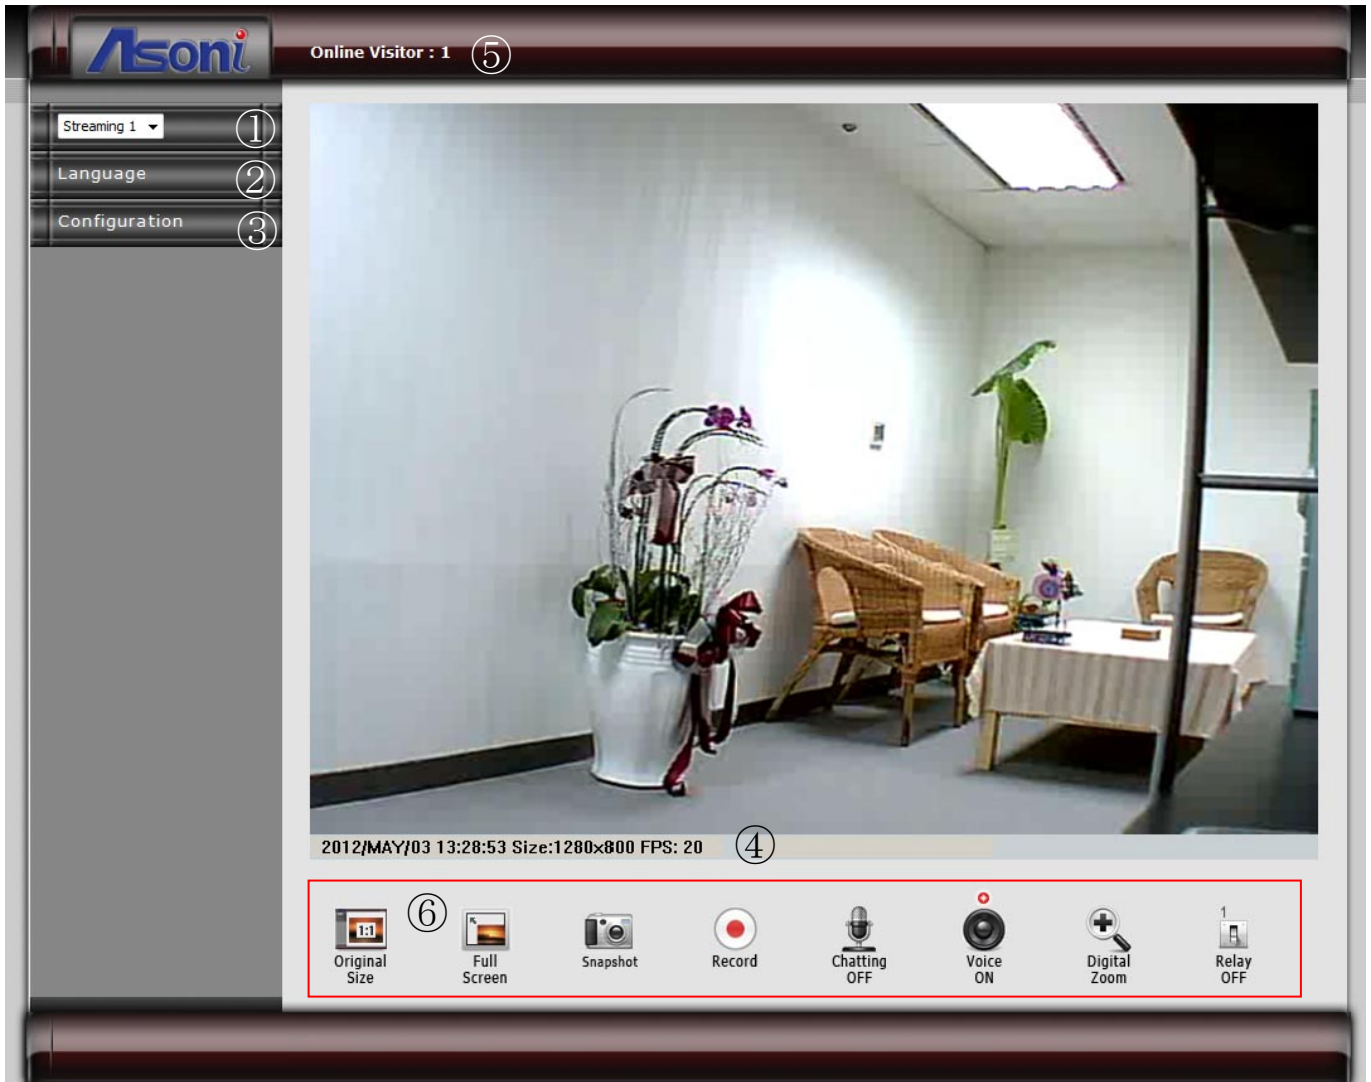 Asoni
Online Visitor : 1 ⑤
Streaming 1 ①
Language ②
Configuration ③
2012/MAY/03 13:28:53 Size:1280x800 FPS: 20 ④
⑥
1:1
1
Original Size
Full Screen
Snapshot
Record
Chatting OFF
Voice ON
Digital Zoom
Relay OFF